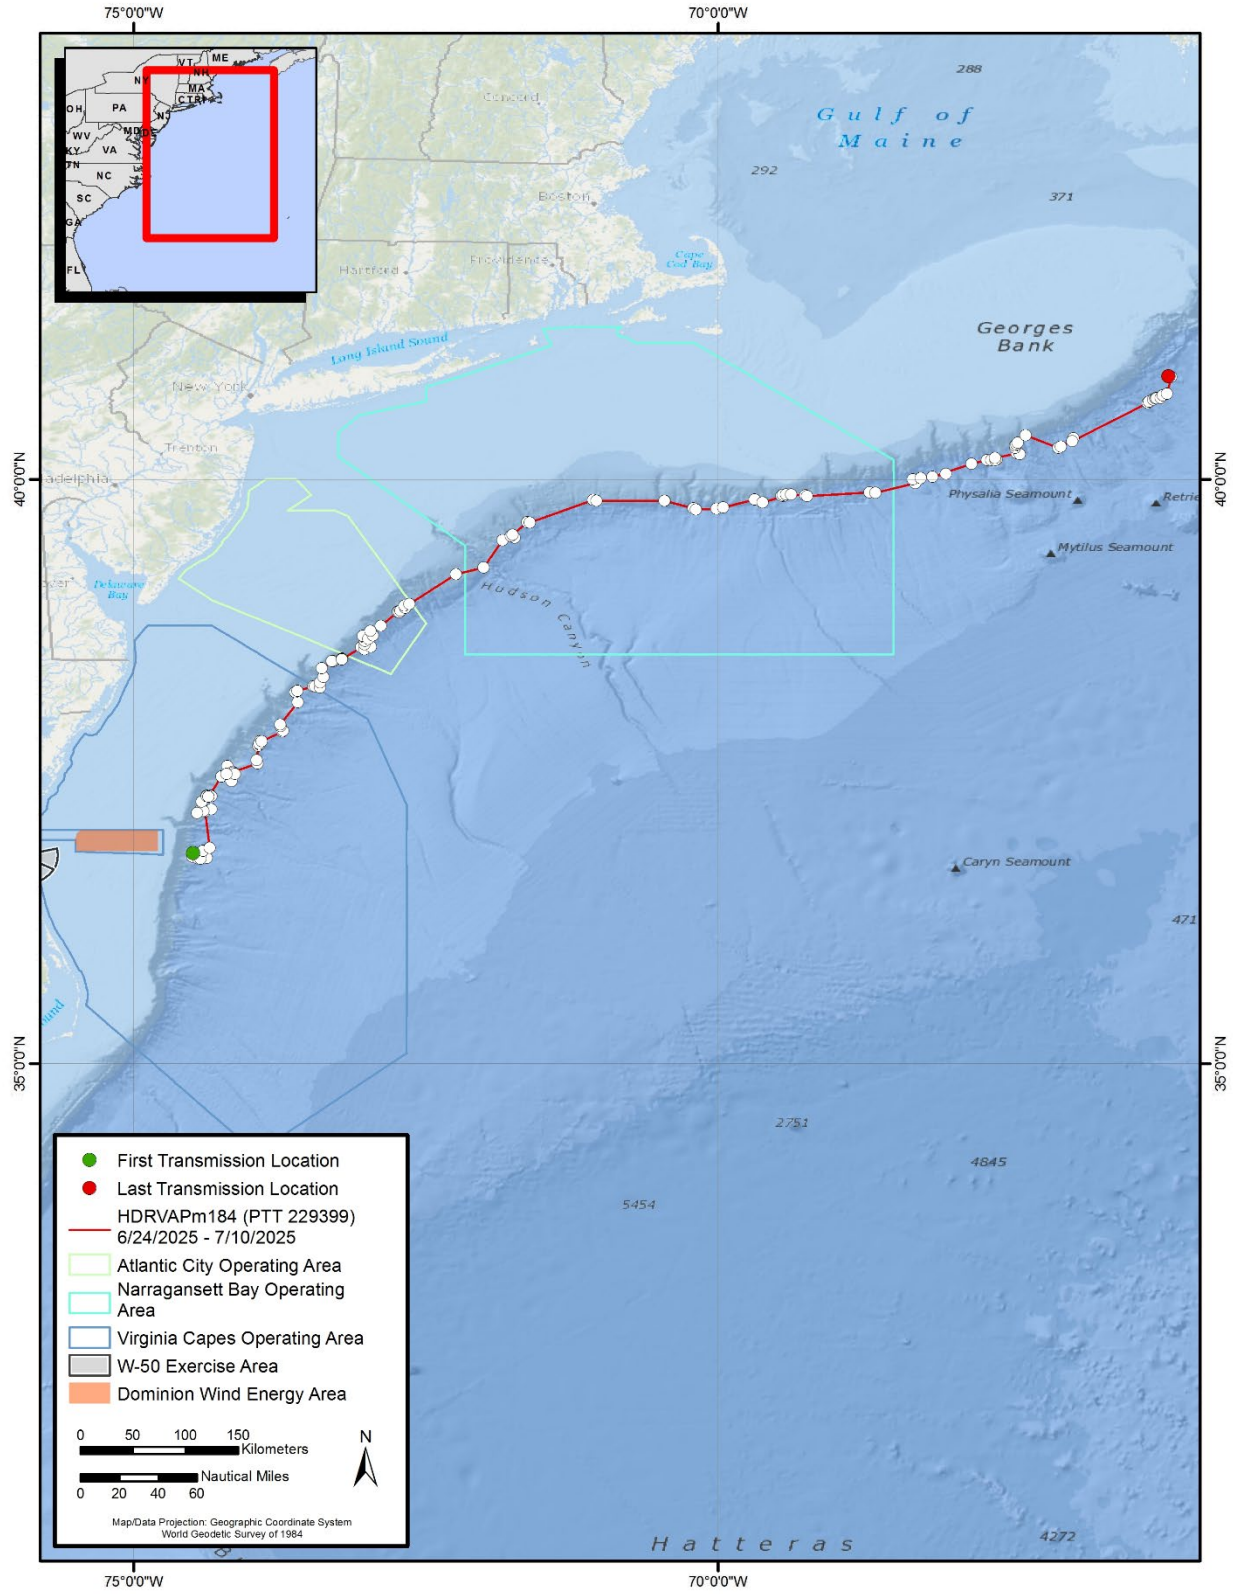 75°0'0"W
70°0'0"W
VT
ME
NH
NY
MA
CT
RI
PA
OH
NJ
MD
DE
WV
VA
KY
TN
NC
SC
GA
FL
288
Gulf of
Maine
Concord
292
371
Boston
Cape
Cod Bay
Hartford
Providence
Georges
Bank
Long Island Sound
New York
Trenton
adelphia
40°0'0"N
40°0'0"N
Physalia Seamount
Retrie
Mytilus Seamount
Delaware
Bay
Hudson Canyon
Caryn Seamount
471
35°0'0"N
35°0'0"N
2751
4845
5454
First Transmission Location
Last Transmission Location
HDRVAPm184 (PTT 229399)
6/24/2025 - 7/10/2025
Atlantic City Operating Area
Narragansett Bay Operating
Area
Virginia Capes Operating Area
W-50 Exercise Area
Dominion Wind Energy Area
0 50 100 150
Kilometers
N
Nautical Miles
0 20 40 60
Map/Data Projection: Geographic Coordinate System
World Geodetic Survey of 1984
Hatteras
4272
75°0'0"W
70°0'0"W